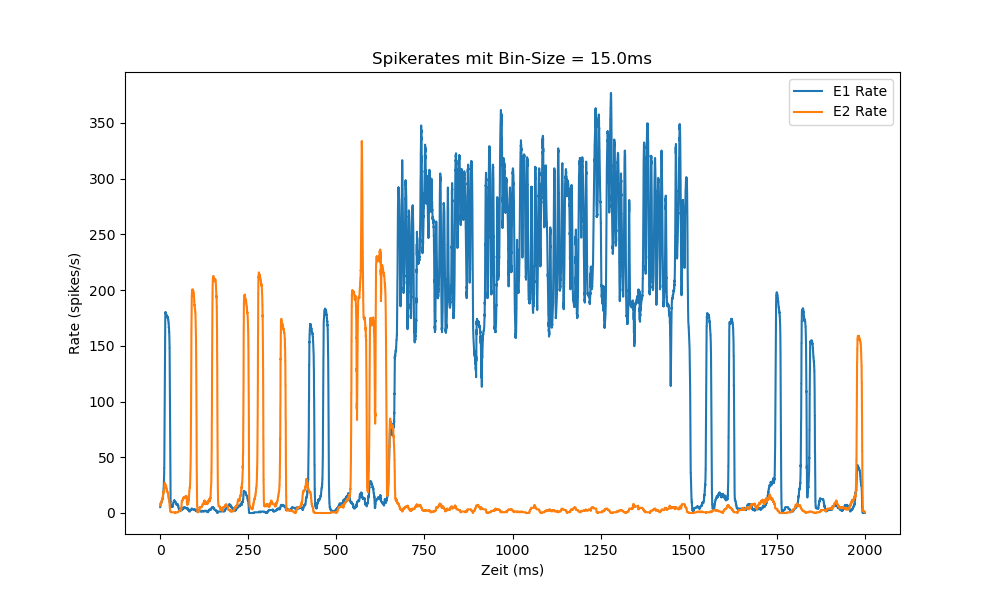 Spikerates mit Bin-Size = 15.0ms
E1 Rate
E2 Rate
350
300
250
200
150
100
50
0
Rate (spikes/s)
0 250 500 750 1000 1250 1500 1750 2000
Zeit (ms)